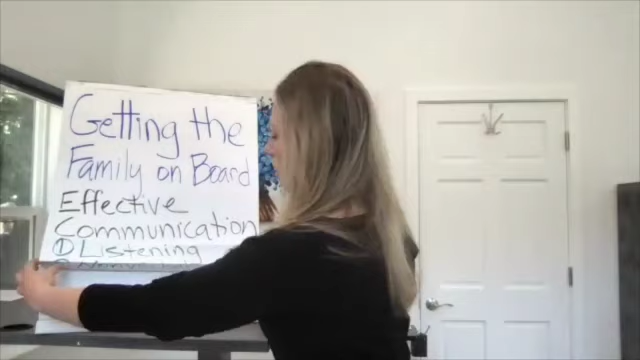 Getting the
Family on Board
Effective
Communication
① Listening